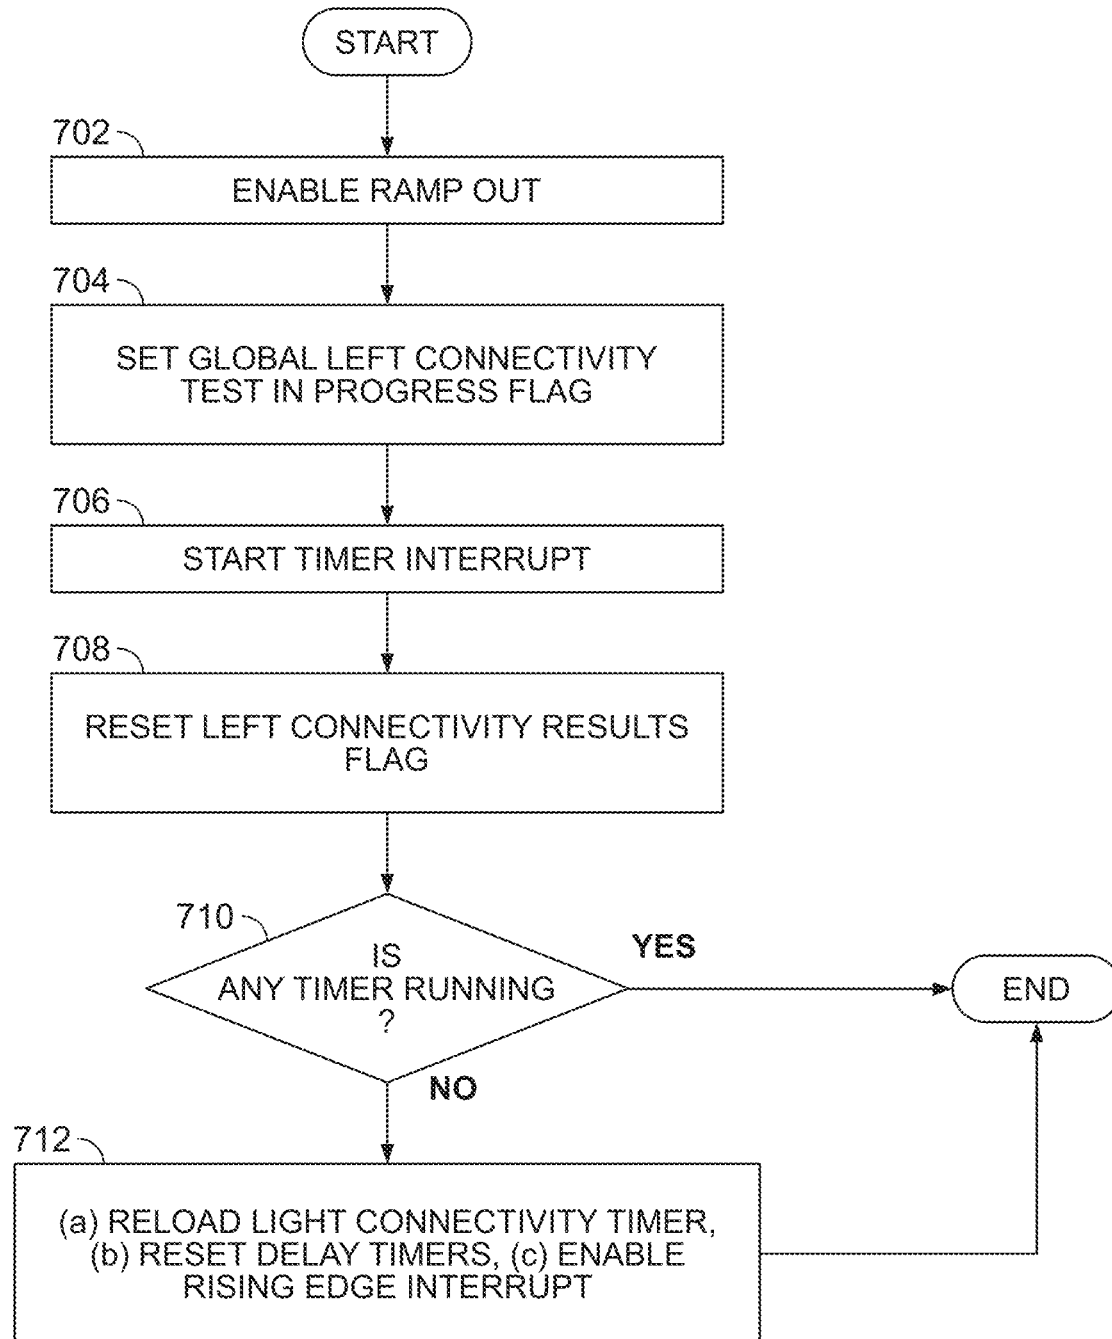 START
702
ENABLE RAMP OUT
704
SET GLOBAL LEFT CONNECTIVITY
TEST IN PROGRESS FLAG
706
START TIMER INTERRUPT
708
RESET LEFT CONNECTIVITY RESULTS
FLAG
710
IS
ANY TIMER RUNNING
?
YES
END
NO
712
(a) RELOAD LIGHT CONNECTIVITY TIMER,
(b) RESET DELAY TIMERS, (c) ENABLE
RISING EDGE INTERRUPT